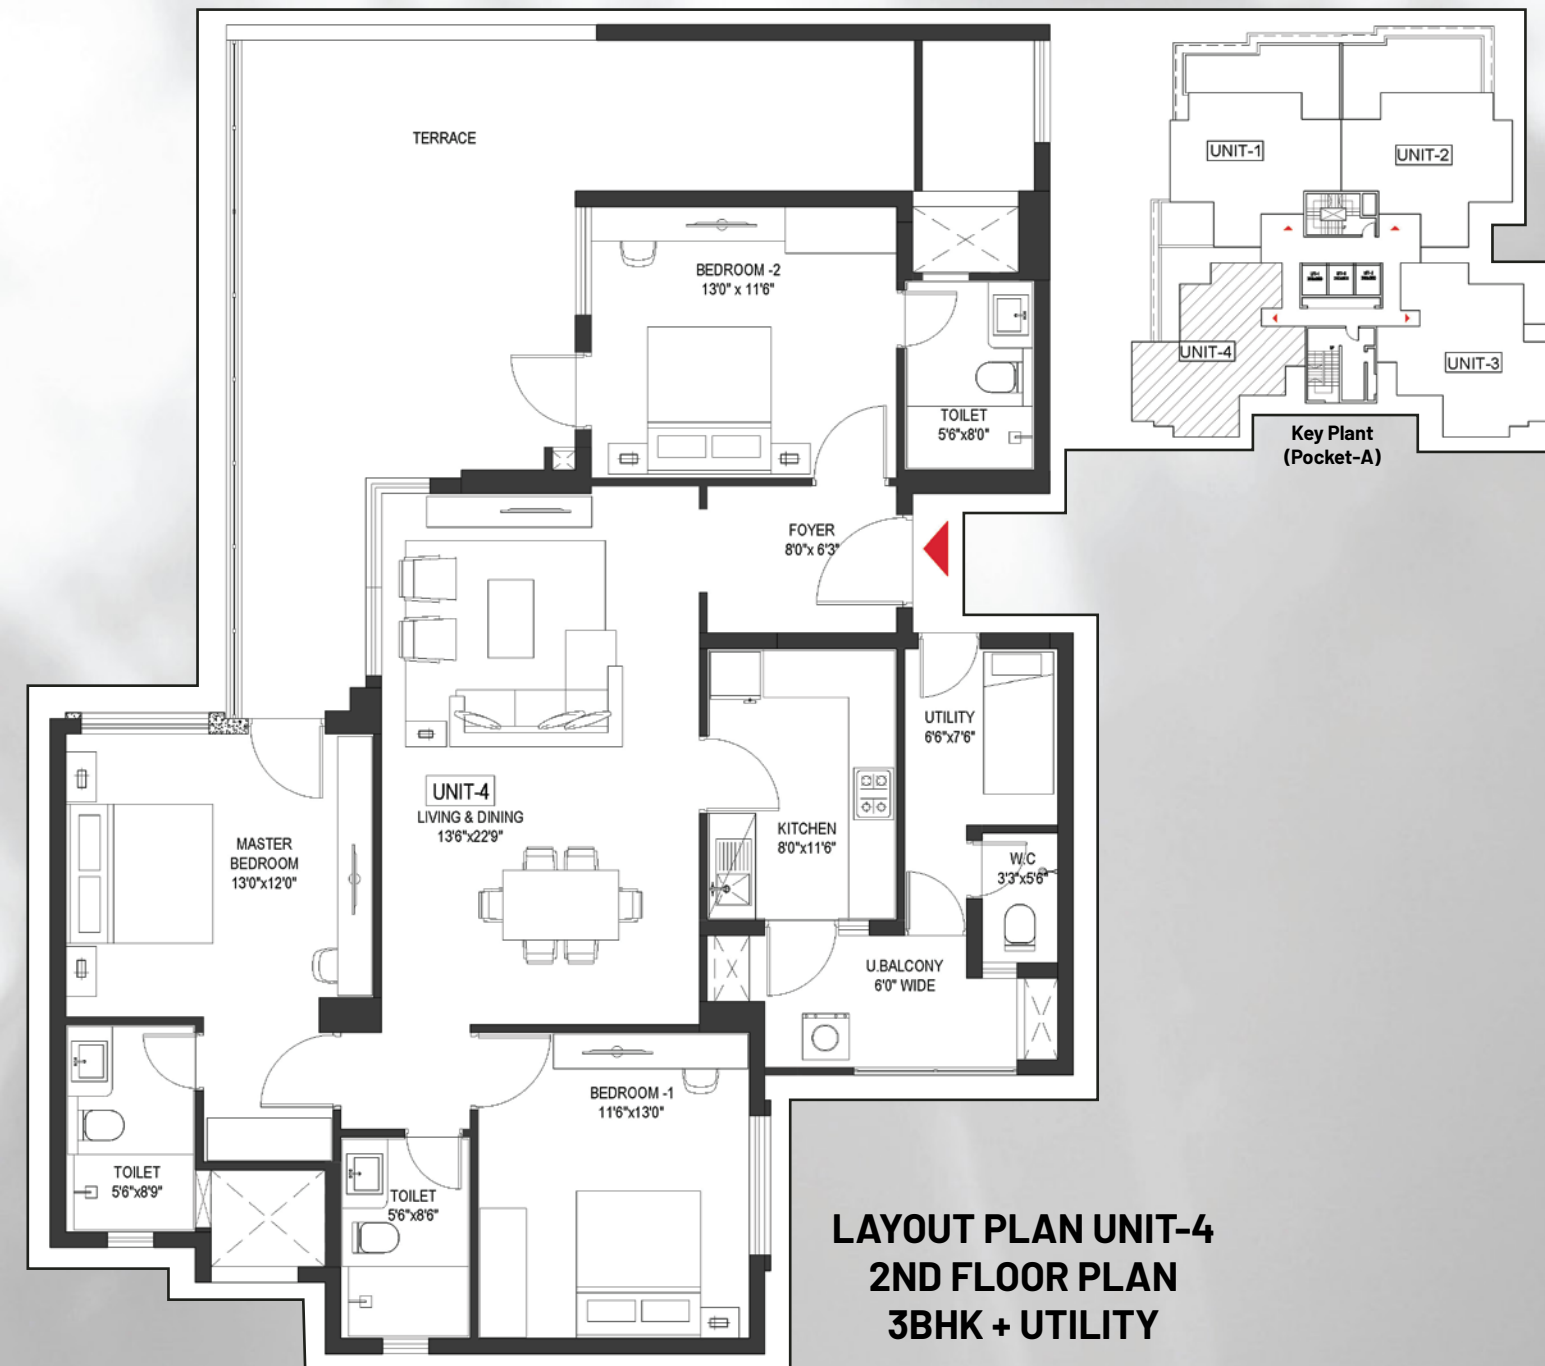 TERRACE
UNIT-1
UNIT-2
UNIT-4
UNIT-3
Key Plant
(Pocket-A)
BEDROOM -2
13'0" x 11'6"
TOILET
5'6"x8'0"
FOYER
8'0"x 6'3"
UTILITY
6'6"x7'6"
UNIT-4
LIVING & DINING
13'6"x22'9"
KITCHEN
8'0"x11'6"
MASTER
BEDROOM
13'0"x12'0"
W.C
3'3"x5'6"
U.BALCONY
6'0" WIDE
BEDROOM -1
11'6"x13'0"
TOILET
5'6"x8'9"
TOILET
5'6"x8'6"
LAYOUT PLAN UNIT-4
2ND FLOOR PLAN
3BHK + UTILITY